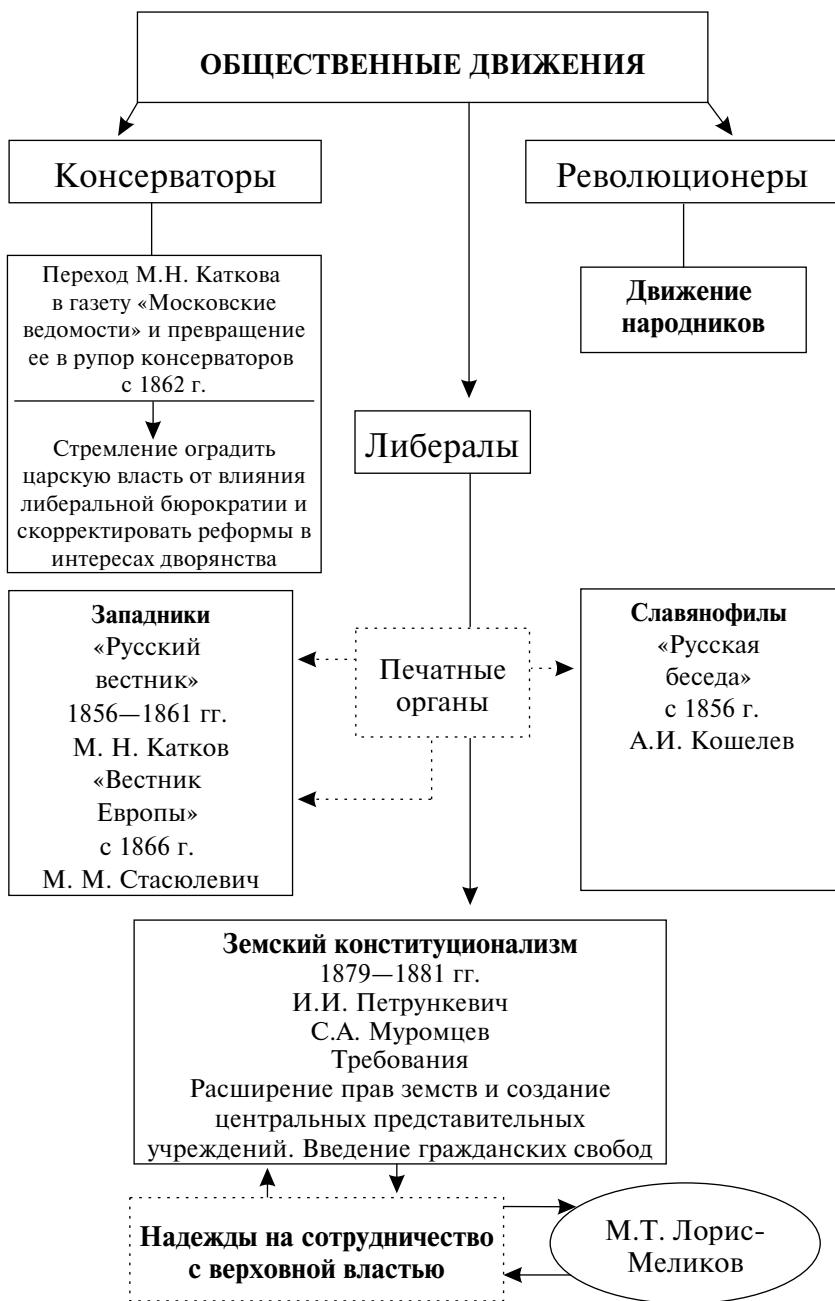 ОБЩЕСТВЕННЫЕ ДВИЖЕНИЯ
Консерваторы
Революционеры
Переход М.Н. Каткова
в газету «Московские
ведомости» и превращение
ее в рупор консерваторов
с 1862 г.
Стремление оградить
царскую власть от влияния
либеральной бюрократии и
скорректировать реформы в
интересах дворянства
Движение
народников
Либералы
Западники
«Русский
вестник»
1856—1861 гг.
М. Н. Катков
«Вестник
Европы»
с 1866 г.
М. М. Стасюлевич
Печатные
органы
Славянофилы
«Русская
беседа»
с 1856 г.
А.И. Кошелев
Земский конституционализм
1879—1881 гг.
И.И. Петрункевич
С.А. Муромцев
Требования
Расширение прав земств и создание
центральных представительных
учреждений. Введение гражданских свобод
Надежды на сотрудничество
с верховной властью
М.Т. Лорис-
Меликов